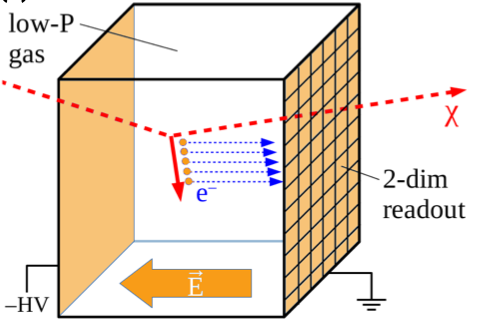 low-P
gas
χ
e⁻
2-dim
readout
E⃗
–HV